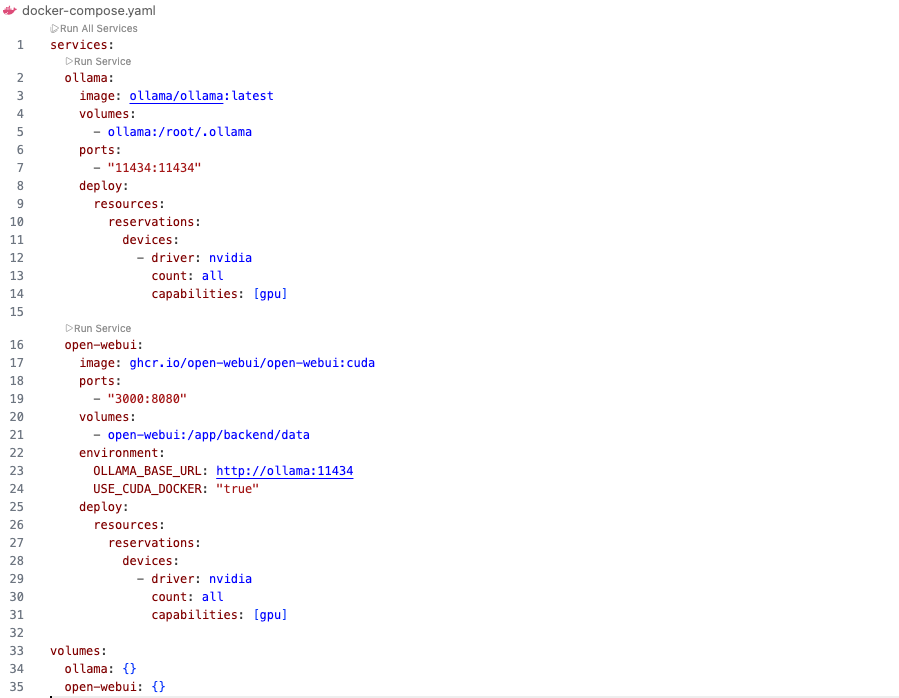 docker-compose.yaml
Run All Services
1 services:
Run Service
2   ollama:
3     image: ollama/ollama:latest
4     volumes:
5       - ollama:/root/.ollama
6     ports:
7       - "11434:11434"
8     deploy:
9       resources:
10         reservations:
11           devices:
12             - driver: nvidia
13               count: all
14               capabilities: [gpu]
15
Run Service
16   open-webui:
17     image: ghcr.io/open-webui/open-webui:cuda
18     ports:
19       - "3000:8080"
20     volumes:
21       - open-webui:/app/backend/data
22     environment:
23       OLLAMA_BASE_URL: http://ollama:11434
24       USE_CUDA_DOCKER: "true"
25     deploy:
26       resources:
27         reservations:
28           devices:
29             - driver: nvidia
30               count: all
31               capabilities: [gpu]
32
33 volumes:
34   ollama: {}
35   open-webui: {}